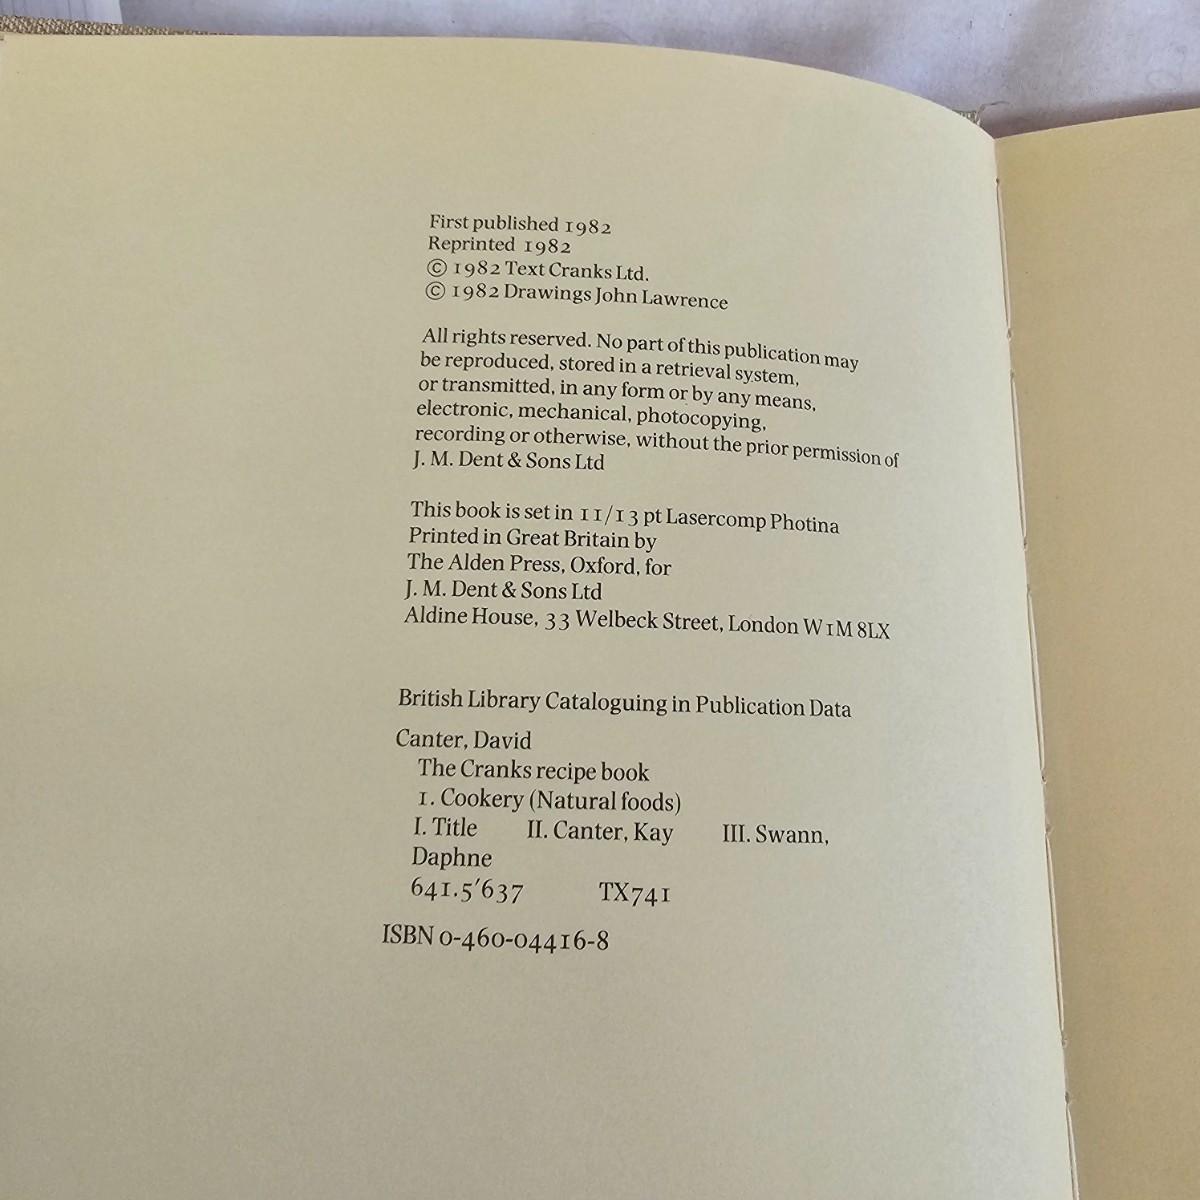 First published 1982
Reprinted 1982
© 1982 Text Cranks Ltd.
© 1982 Drawings John Lawrence
All rights reserved. No part of this publication may
be reproduced, stored in a retrieval system,
or transmitted, in any form or by any means,
electronic, mechanical, photocopying,
recording or otherwise, without the prior permission of
J. M. Dent & Sons Ltd
This book is set in 11/13 pt Lasercomp Photina
Printed in Great Britain by
The Alden Press, Oxford, for
J. M. Dent & Sons Ltd
Aldine House, 33 Welbeck Street, London W1M 8LX
British Library Cataloguing in Publication Data
Canter, David
The Cranks recipe book
1. Cookery (Natural foods)
I. Title II. Canter, Kay III. Swann,
Daphne
641.5′637 TX741
ISBN 0-460-04416-8